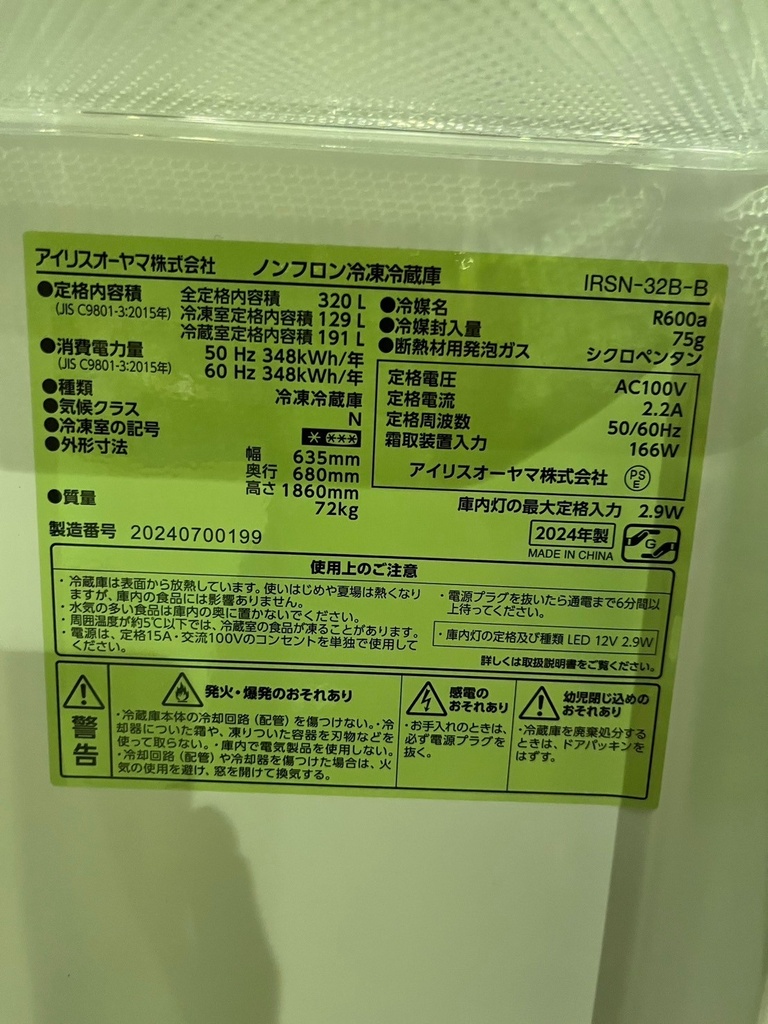 アイリスオーヤマ株式会社 ノンフロン冷凍冷蔵庫 IRSN-32B-B
●定格内容積 全定格内容積 320 L
(JIS C9801-3:2015年) 冷凍室定格内容積 129 L
冷蔵室定格内容積 191 L
●消費電力量 50 Hz 348kWh/年
(JIS C9801-3:2015年) 60 Hz 348kWh/年
●種類 冷凍冷蔵庫
●気候クラス N
●冷凍室の記号
●外形寸法 幅 635mm
奥行 680mm
高さ 1860mm
●質量 72kg
製造番号 20240700199
●冷媒名 R600a
●冷媒封入量 75g
●断熱材用発泡ガス シクロペンタン
定格電圧 AC100V
定格電流 2.2A
定格周波数 50/60Hz
霜取装置入力 166W
アイリスオーヤマ株式会社 PSE
庫内灯の最大定格入力 2.9W
2024年製
MADE IN CHINA
G
使用上のご注意
・冷蔵庫は表面から放熱しています。使いはじめや夏場は熱くなり
ますが、庫内の食品には影響ありません。
・水気の多い食品は庫内の奥に置かないでください。
・周囲温度が約5℃以下では、冷蔵室の食品が凍ることがあります。
・電源は、定格15A・交流100Vのコンセントを単独で使用して
ください。
・電源プラグを抜いたら通電まで6分間以
上待ってください。
・庫内灯の定格及び種類 LED 12V 2.9W
詳しくは取扱説明書をご覧ください。
警告
発火・爆発のおそれあり
・冷蔵庫本体の冷却回路（配管）を傷つけない。・冷
却器についた霜や、凍りついた容器を刃物などを
使って取らない。・庫内で電気製品を使用しない。
・冷却回路（配管）や冷却器を傷つけた場合は、火
気の使用を避け、窓を開けて換気する。
感電の
おそれあり
・お手入れのときは、
必ず電源プラグを
抜く。
幼児閉じ込めの
おそれあり
・冷蔵庫を廃棄処分する
ときは、ドアパッキンを
はずす。